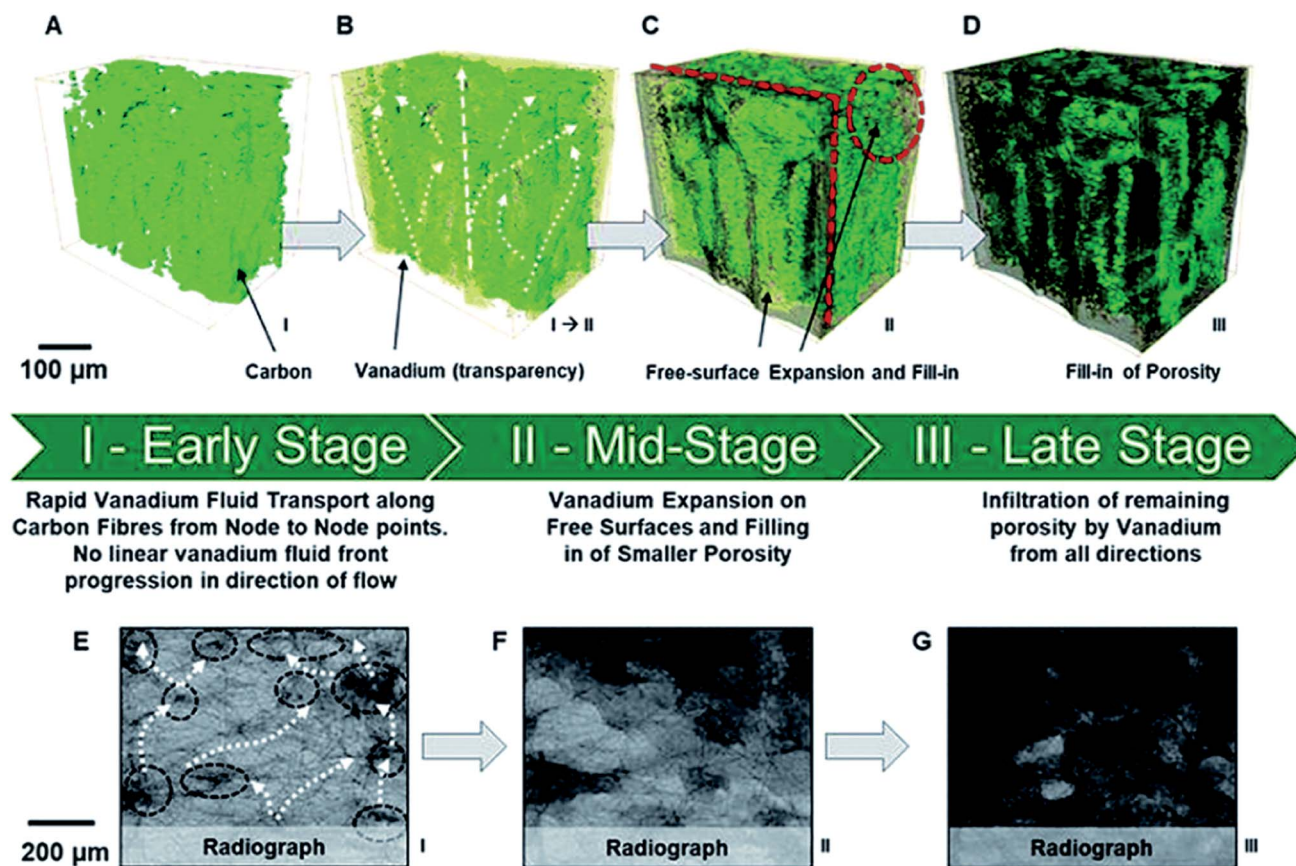 A
B
C
D
I
I → II
II
III
100 µm
Carbon
Vanadium (transparency)
Free-surface Expansion and Fill-in
Fill-in of Porosity
I - Early Stage
II - Mid-Stage
III - Late Stage
Rapid Vanadium Fluid Transport along
Carbon Fibres from Node to Node points.
No linear vanadium fluid front
progression in direction of flow
Vanadium Expansion on
Free Surfaces and Filling
in of Smaller Porosity
Infiltration of remaining
porosity by Vanadium
from all directions
E
F
G
200 µm
Radiograph
I
Radiograph
II
Radiograph
III